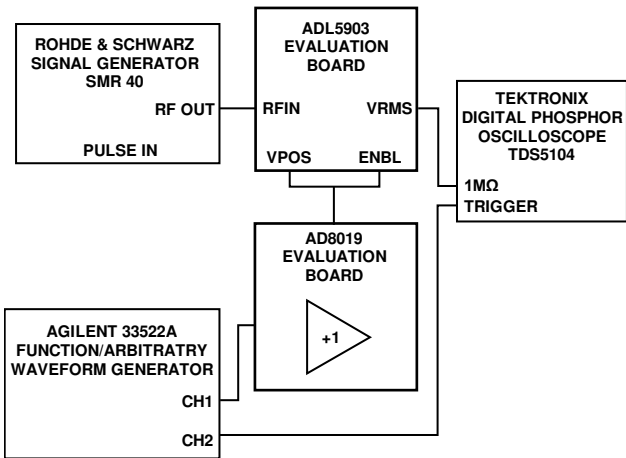 ROHDE & SCHWARZ
SIGNAL GENERATOR
SMR 40
RF OUT
PULSE IN
ADL5903
EVALUATION
BOARD
RFIN
VRMS
VPOS
ENBL
TEKTRONIX
DIGITAL PHOSPHOR
OSCILLOSCOPE
TDS5104
1MΩ
TRIGGER
AD8019
EVALUATION
BOARD
+1
AGILENT 33522A
FUNCTION/ARBITRATRY
WAVEFORM GENERATOR
CH1
CH2